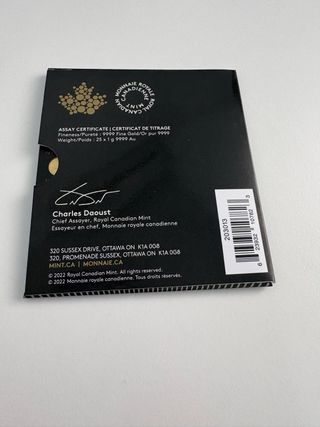 MONNAIE ROYALE CANADIENNE
ROYAL CANADIAN MINT
ASSAY CERTIFICATE | CERTIFICAT DE TITRAGE
Fineness/Pureté : 9999 Fine Gold/Or pur 9999
Weight/Poids : 25 x 1 g 9999 Au
Charles Daoust
Chief Assayer, Royal Canadian Mint
Essayeur en chef, Monnaie royale canadienne
320 SUSSEX DRIVE, OTTAWA ON K1A 0G8
320, PROMENADE SUSSEX, OTTAWA ON K1A 0G8
MINT.CA | MONNAIE.CA
© 2022 Royal Canadian Mint. All rights reserved.
© 2022 Monnaie royale canadienne. Tous droits réservés.
203013